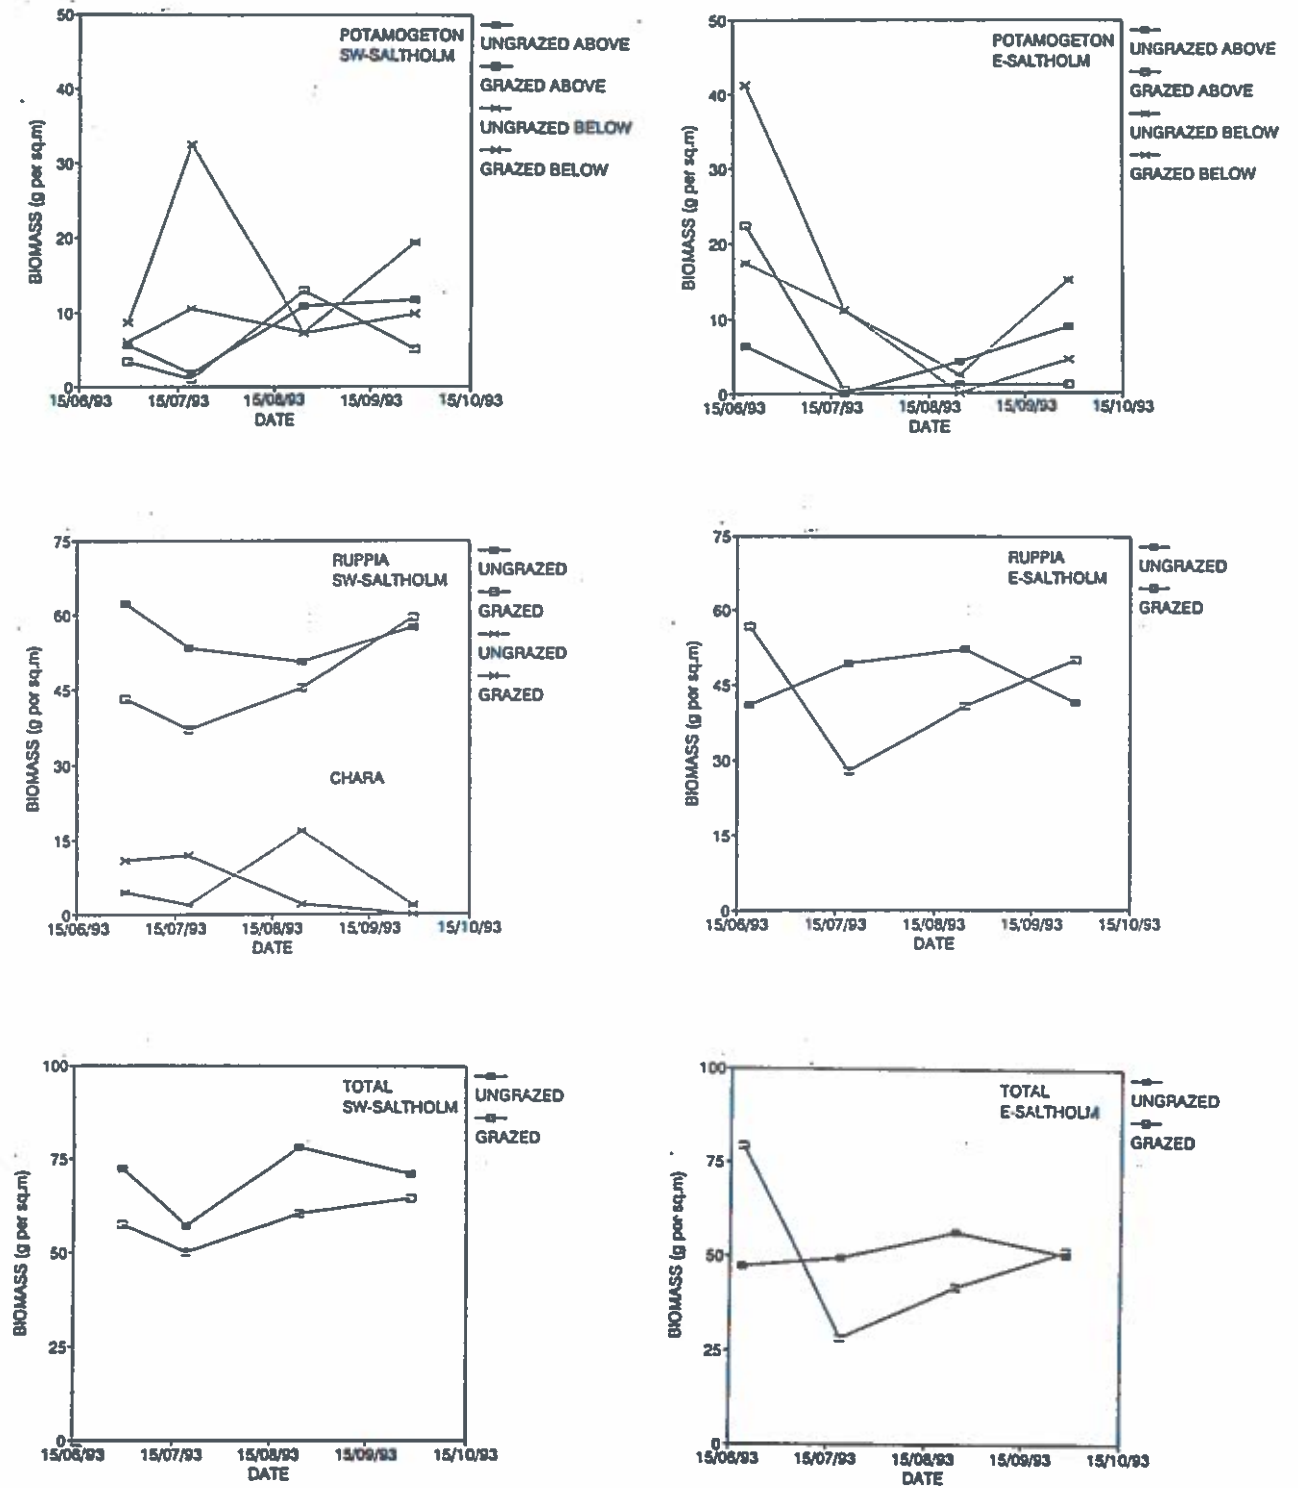 50
40
30
20
10
0
BIOMASS (g per sq.m)
POTAMOGETON
SW-SALTHOLM
15/06/93 15/07/93 15/08/93 15/09/93 15/10/93
DATE
UNGRAZED ABOVE
GRAZED ABOVE
UNGRAZED BELOW
GRAZED BELOW
50
40
30
20
10
0
BIOMASS (g per sq.m)
POTAMOGETON
E-SALTHOLM
15/06/93 15/07/93 15/08/93 15/09/93 15/10/93
DATE
UNGRAZED ABOVE
GRAZED ABOVE
UNGRAZED BELOW
GRAZED BELOW
75
60
45
30
15
0
BIOMASS (g per sq.m)
RUPPIA
SW-SALTHOLM
CHARA
15/06/93 15/07/93 15/08/93 15/09/93 15/10/93
DATE
UNGRAZED
GRAZED
UNGRAZED
GRAZED
75
60
45
30
15
0
BIOMASS (g per sq.m)
RUPPIA
E-SALTHOLM
15/06/93 15/07/93 15/08/93 15/09/93 15/10/93
DATE
UNGRAZED
GRAZED
100
75
50
25
0
BIOMASS (g per sq.m)
TOTAL
SW-SALTHOLM
15/06/93 15/07/93 15/08/93 15/09/93 15/10/93
DATE
UNGRAZED
GRAZED
100
75
50
25
0
BIOMASS (g per sq.m)
TOTAL
E-SALTHOLM
15/06/93 15/07/93 15/08/93 15/09/93 15/10/93
DATE
UNGRAZED
GRAZED